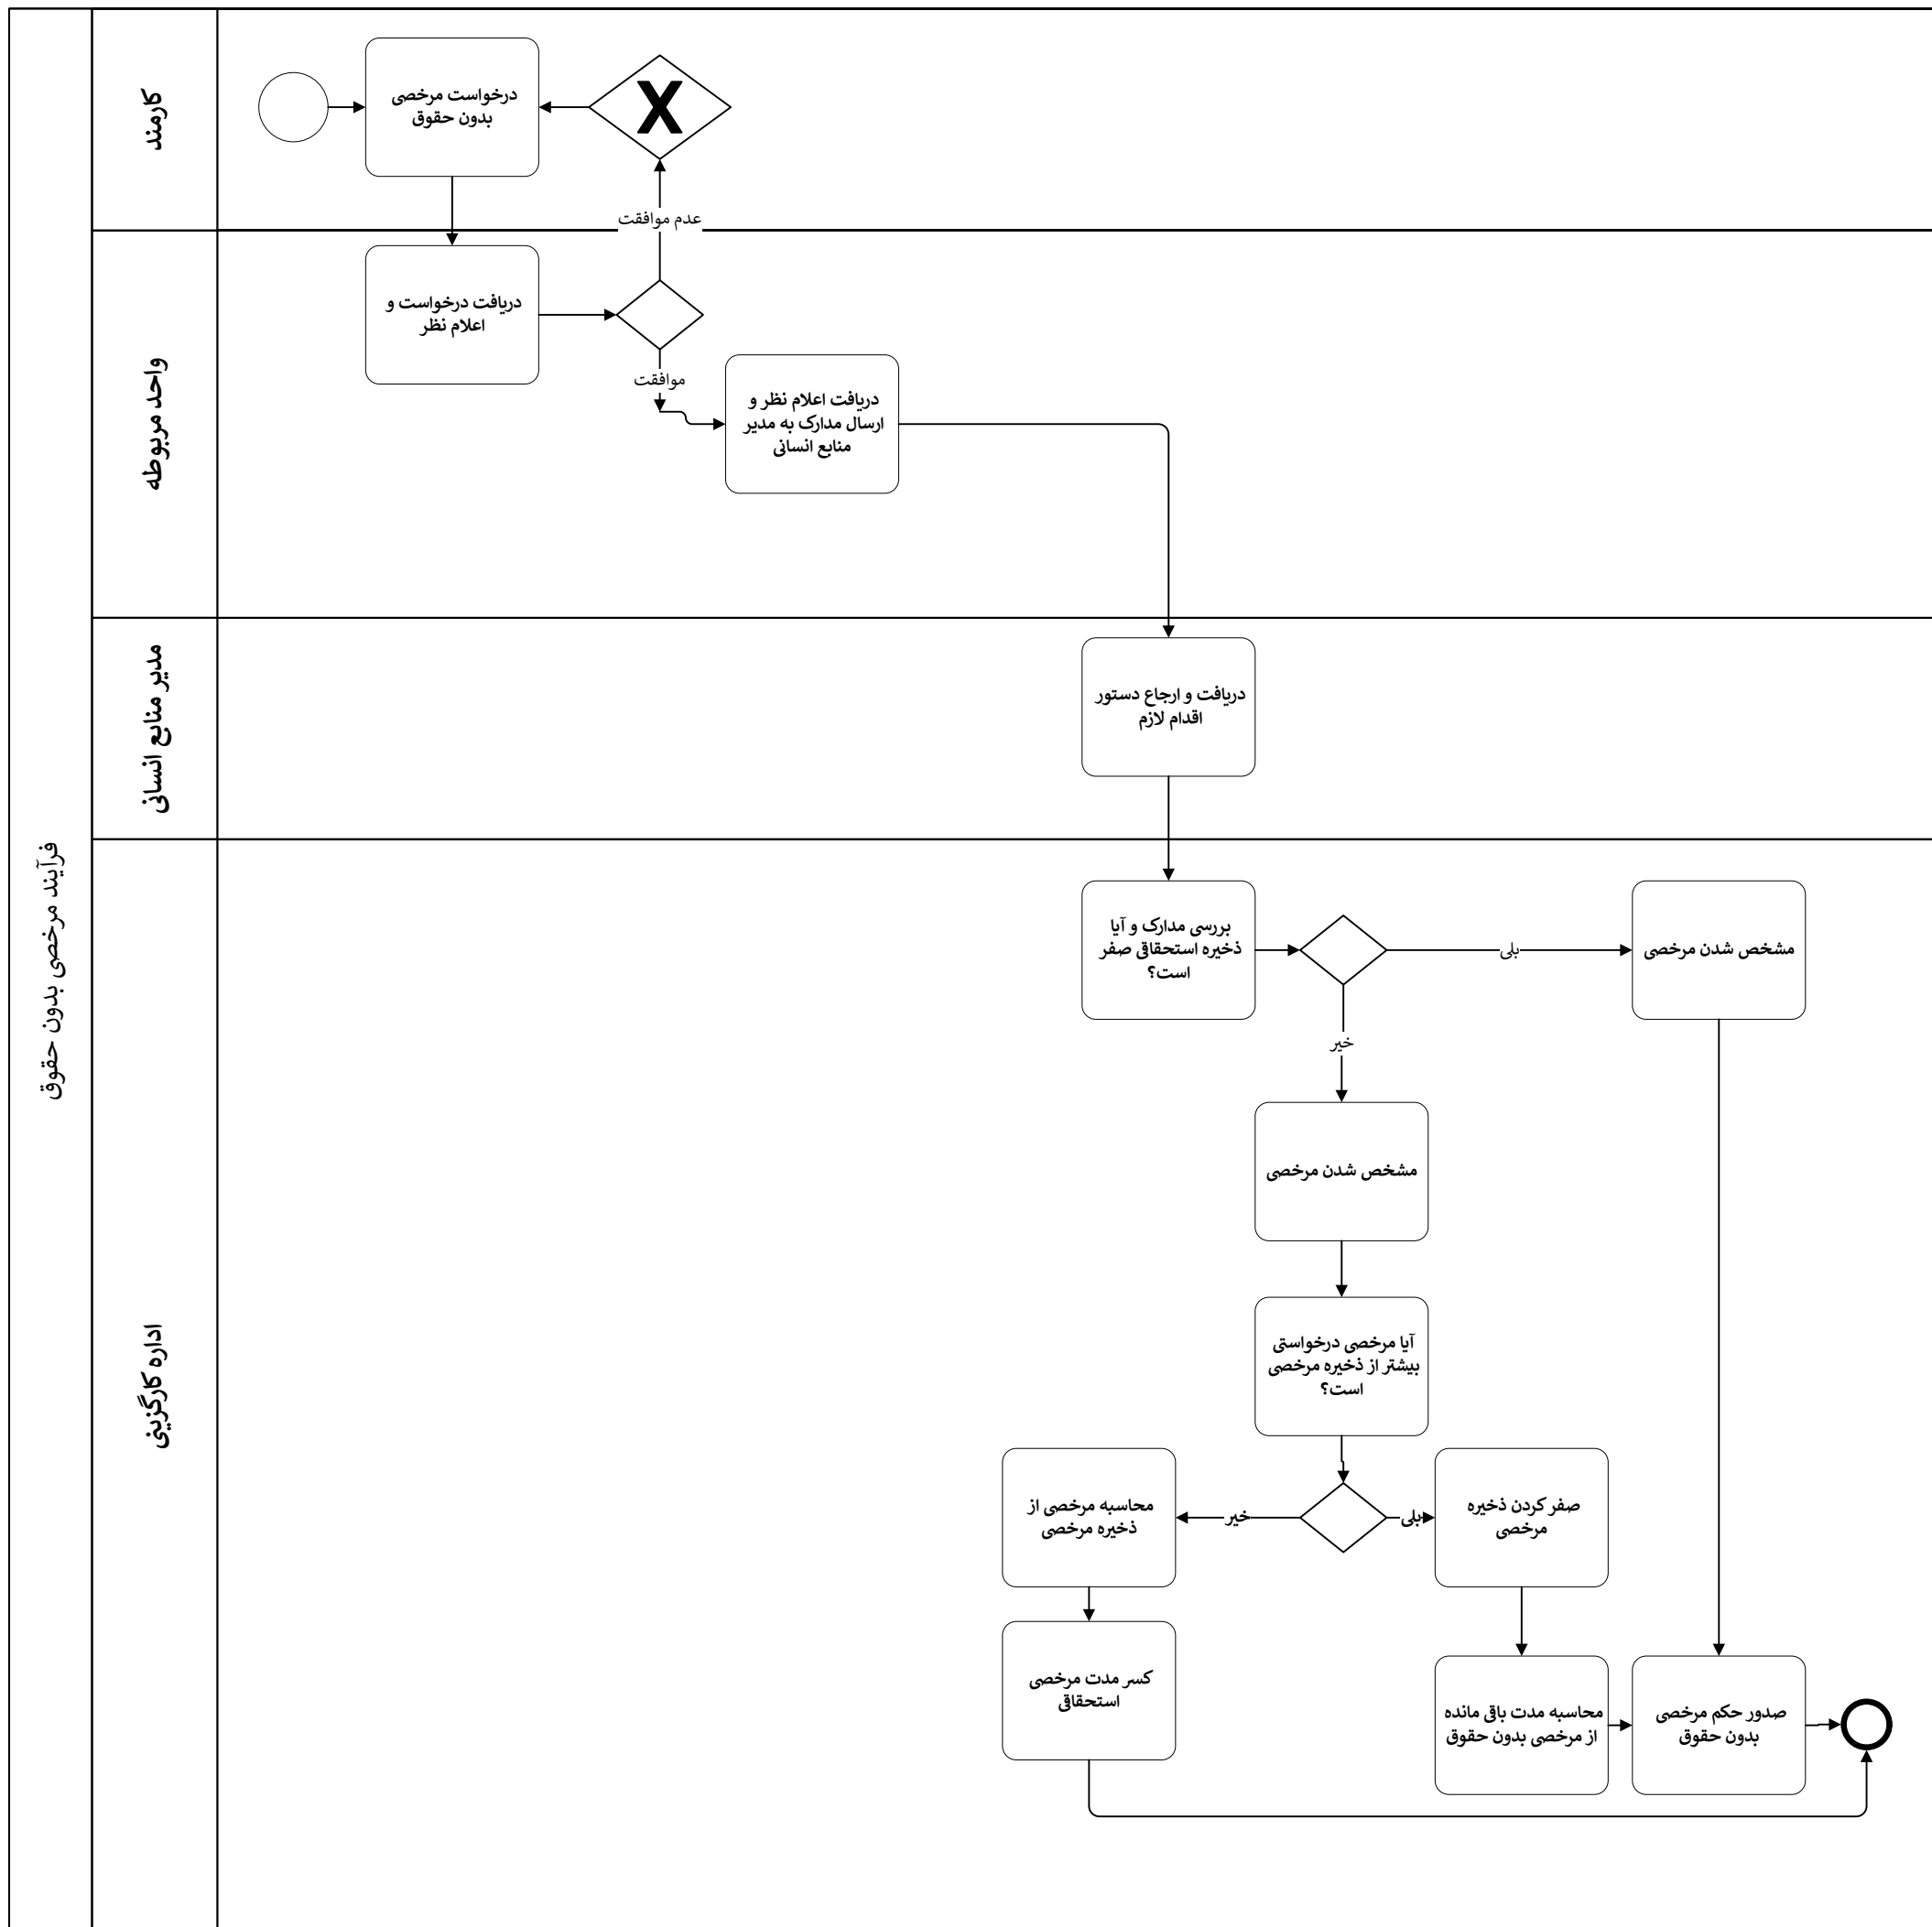 فرآیند مرخصی بدون حقوق
کارمند
درخواست مرخصی
بدون حقوق
X
عدم موافقت
واحد مربوطه
دریافت درخواست و
اعلام نظر
موافقت
دریافت اعلام نظر و
ارسال مدارک به مدیر
منابع انسانی
مدیر منابع انسانی
دریافت و ارجاع دستور
اقدام لازم
اداره کارگزینی
بررسی مدارک و آیا
ذخیره استحقاقی صفر
است؟
بلی
مشخص شدن مرخصی
خیر
مشخص شدن مرخصی
آیا مرخصی درخواستی
بیشتر از ذخیره مرخصی
است؟
بلی
صفر کردن ذخیره
مرخصی
خیر
محاسبه مرخصی از
ذخیره مرخصی
کسر مدت مرخصی
استحقاقی
محاسبه مدت باقی مانده
از مرخصی بدون حقوق
صدور حکم مرخصی
بدون حقوق